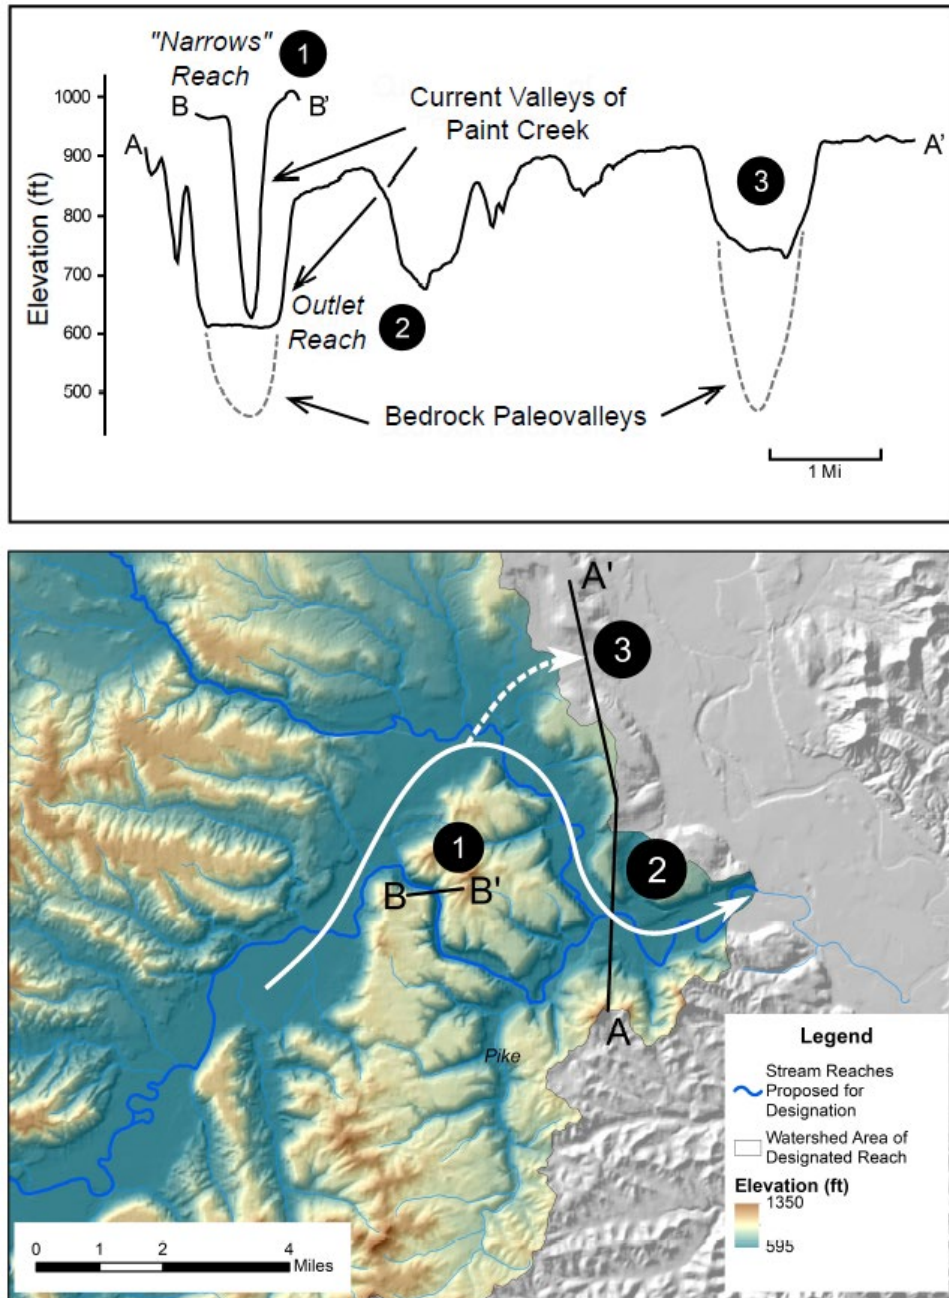 "Narrows"
Reach
1
B
B'
1000
900
800
700
600
500
Elevation (ft)
A
A'
Current Valleys of
Paint Creek
3
Outlet
Reach
2
Bedrock Paleovalleys
1 Mi
A'
3
1
B
B'
2
A
Pike
Legend
Stream Reaches
Proposed for
Designation
Watershed Area of
Designated Reach
Elevation (ft)
1350
595
0 1 2 4
Miles